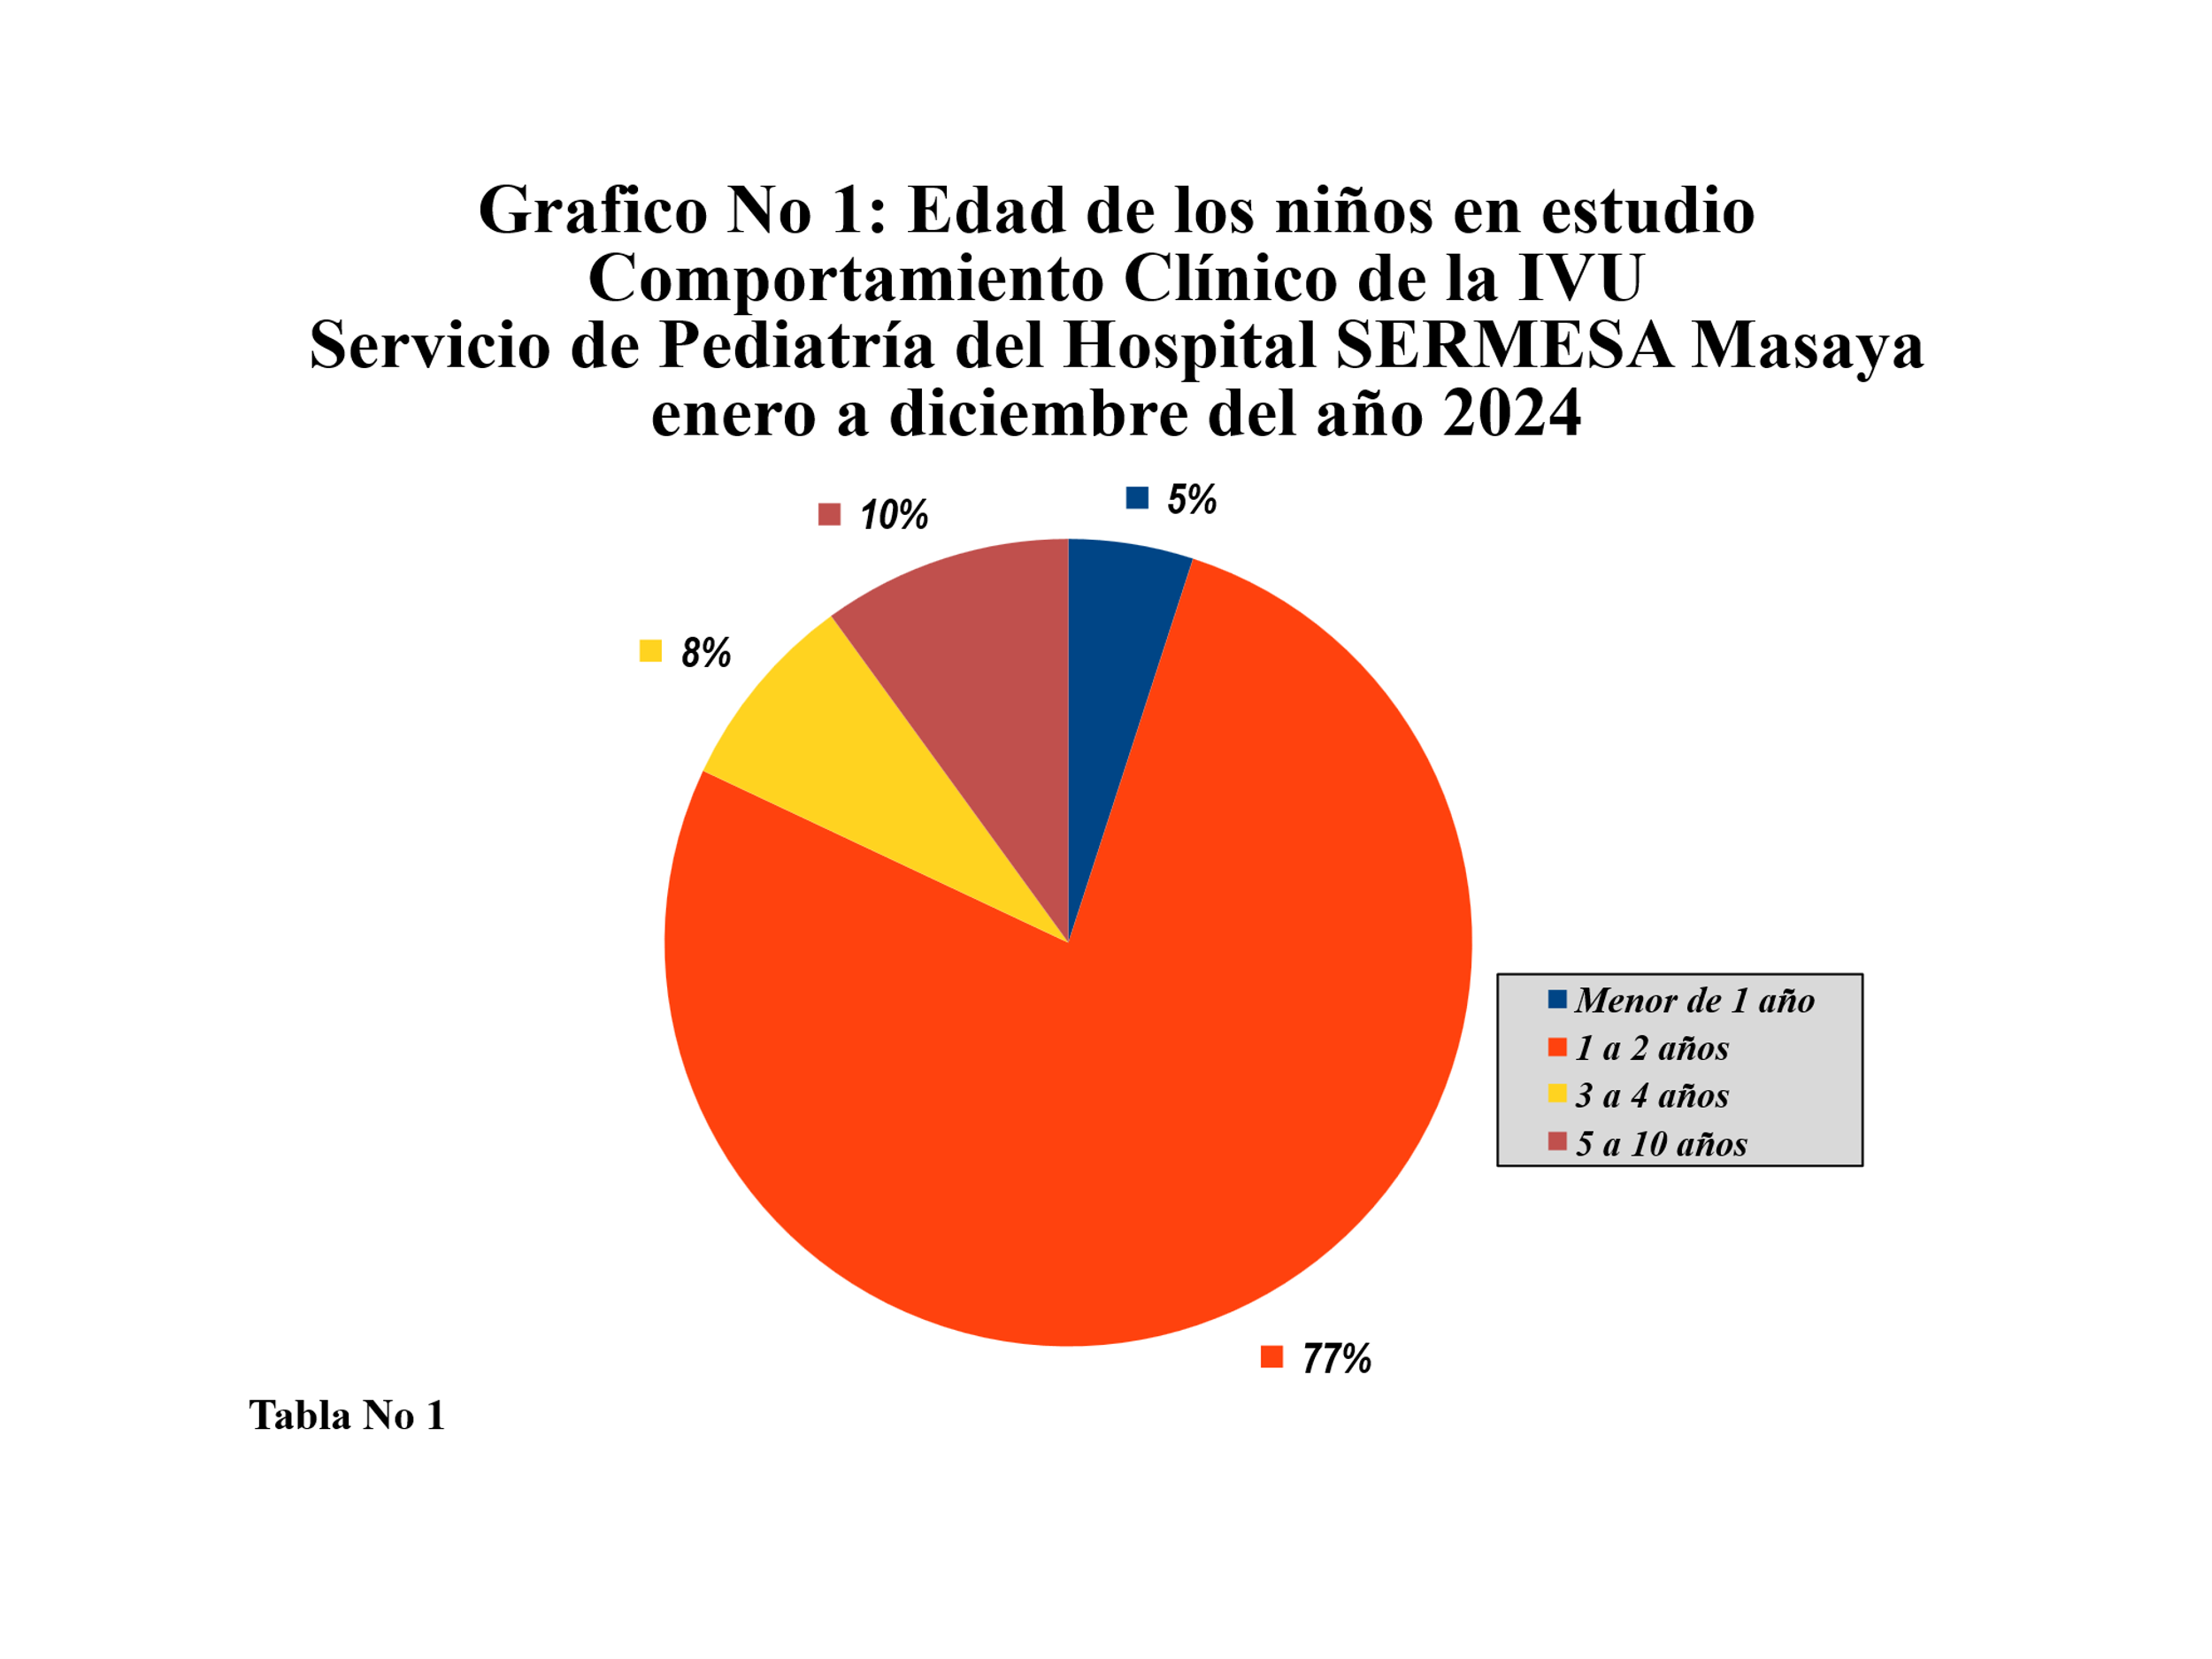 Grafico No 1: Edad de los niños en estudio
Comportamiento Clínico de la IVU
Servicio de Pediatría del Hospital SERMESA Masaya
enero a diciembre del año 2024
5%
10%
8%
Menor de 1 año
1 a 2 años
3 a 4 años
5 a 10 años
77%
Tabla No 1